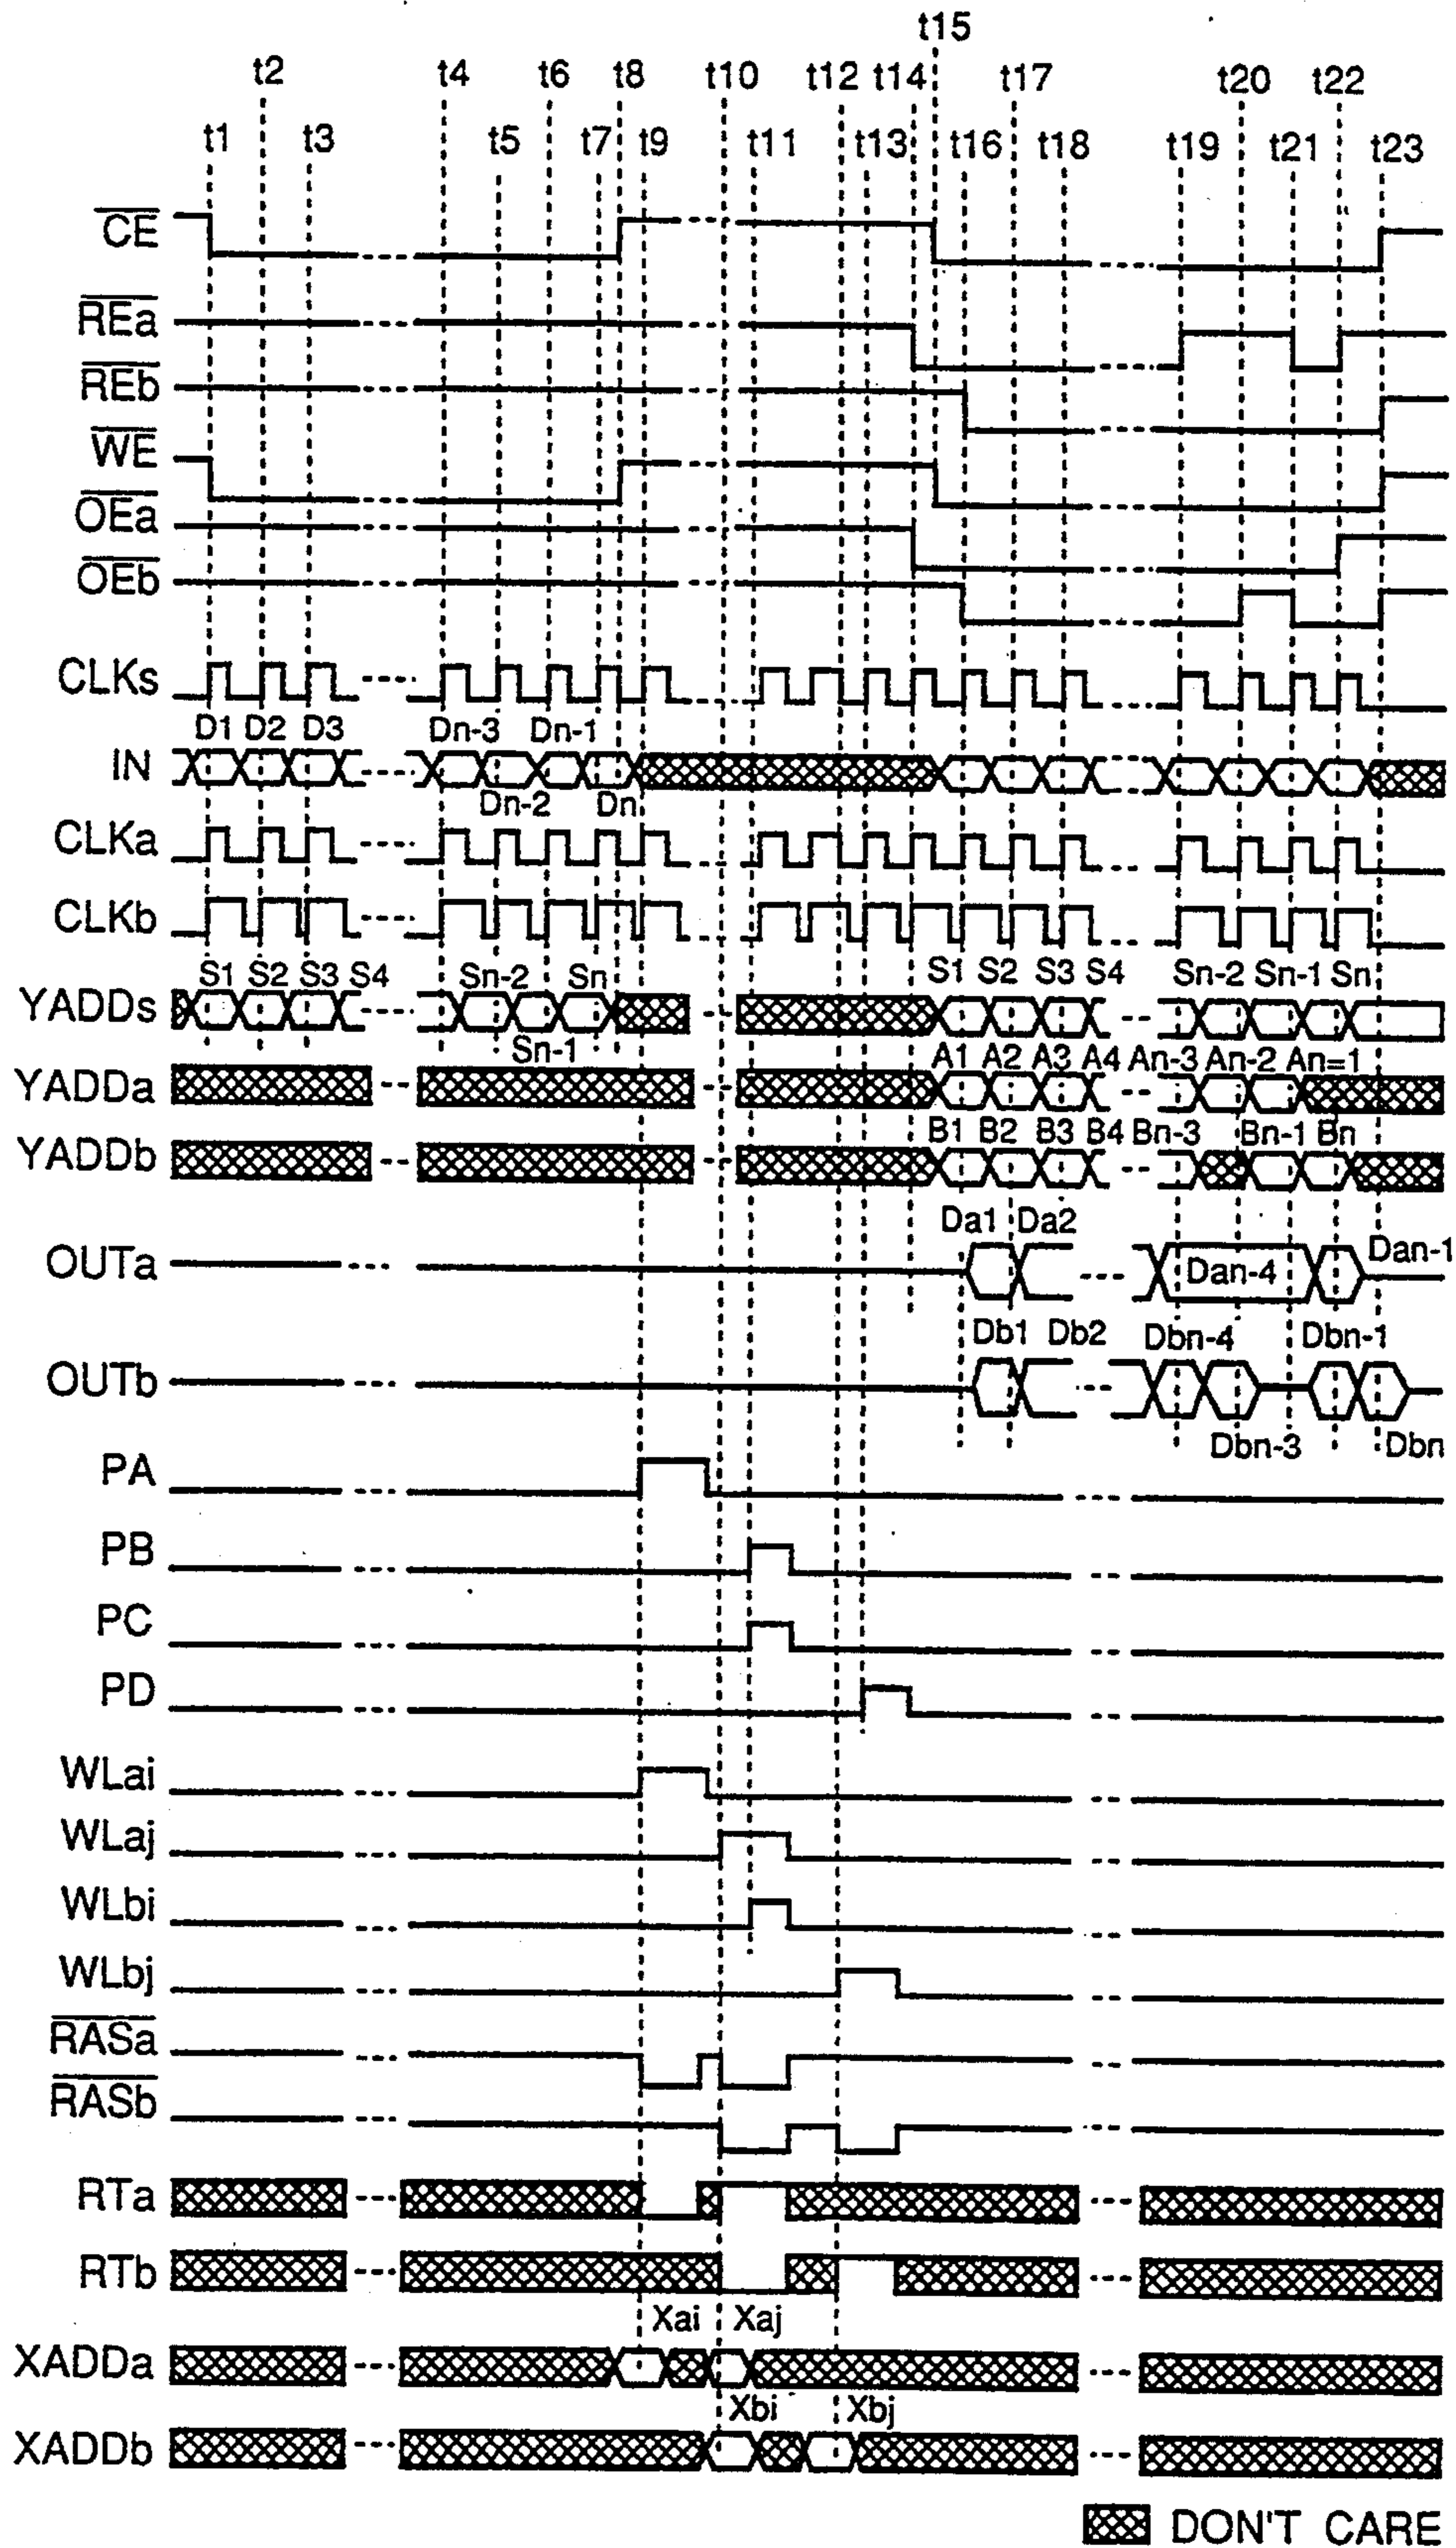 t15
t2 t4 t6 t8 t10 t12 t14 t17 t20 t22
t1 t3 t5 t7 t9 t11 t13 t16 t18 t19 t21 t23
CE
REa
REb
WE
OEa
OEb
CLKs
D1 D2 D3 Dn-3 Dn-1
IN
Dn-2 Dn
CLKa
CLKb
S1 S2 S3 S4 Sn-2 Sn S1 S2 S3 S4 Sn-2 Sn-1 Sn
YADDs
Sn-1 A1 A2 A3 A4 An-3 An-2 An=1
YADDa
B1 B2 B3 B4 Bn-3 Bn-1 Bn
YADDb
Da1 Da2 Dan-1
OUTa Dan-4
Db1 Db2 Dbn-4 Dbn-1
OUTb
Dbn-3 Dbn
PA
PB
PC
PD
WLai
WLaj
WLbi
WLbj
RASa
RASb
RTa
RTb
Xai Xaj
XADDa
Xbi Xbj
XADDb
DON'T CARE